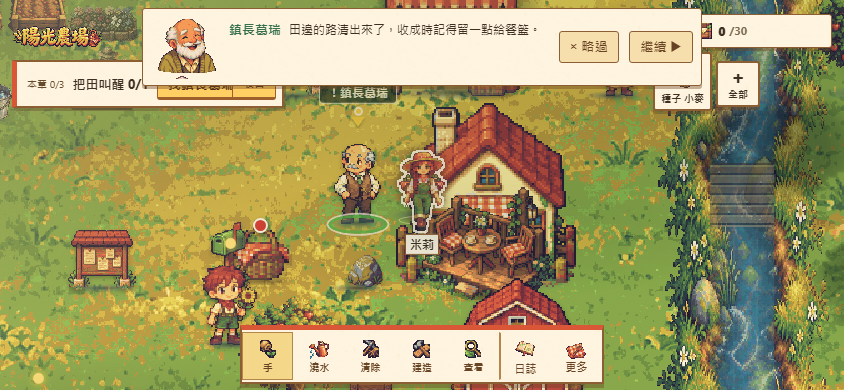 陽光農場
鎮長葛瑞 田邊的路清出來了，收成時記得留一點給餐籃。
× 略過
繼續 ▶
0 /30
本章 0/3 把田叫醒 0/
種子 小麥
+
全部
！鎮長葛瑞
米莉
手
澆水
清除
建造
查看
日誌
更多